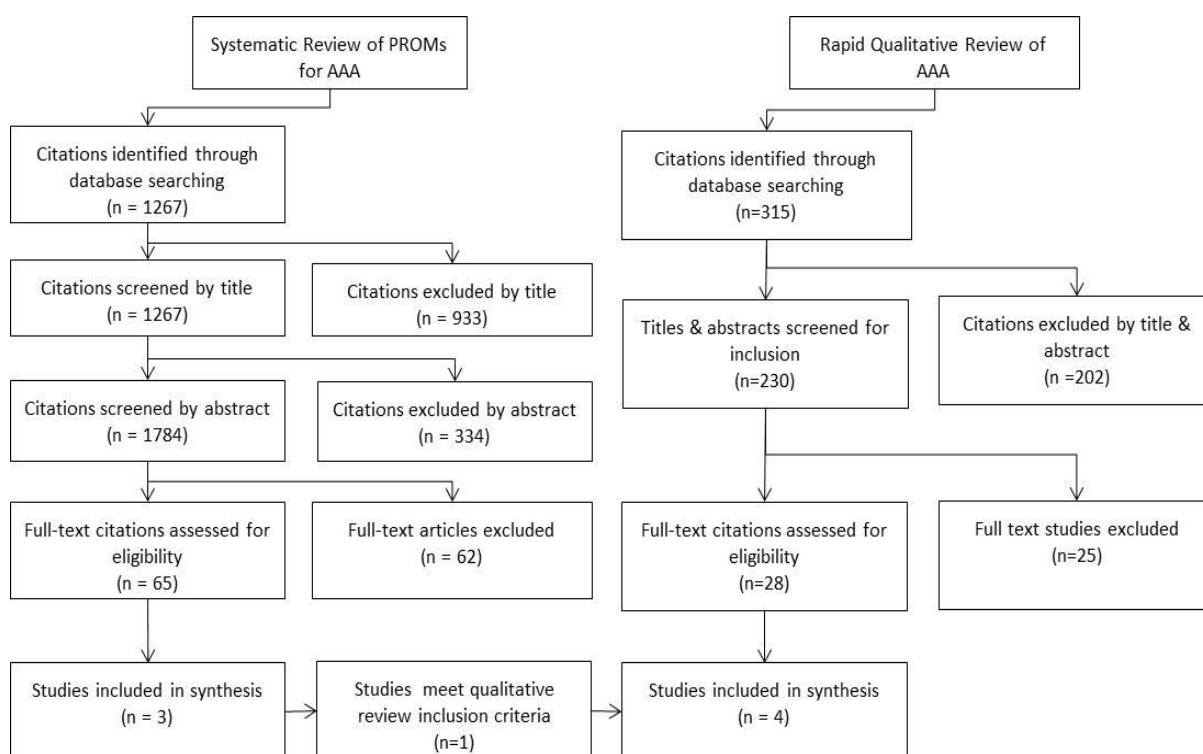 Systematic Review of PROMs
for AAA
Citations identified through
database searching
(n = 1267)
Citations screened by title
(n = 1267)
Citations excluded by title
(n = 933)
Citations screened by abstract
(n = 1784)
Citations excluded by abstract
(n = 334)
Full-text citations assessed for
eligibility
(n = 65)
Full-text articles excluded
(n = 62)
Studies included in synthesis
(n = 3)
Studies meet qualitative
review inclusion criteria
(n=1)
Rapid Qualitative Review of
AAA
Citations identified through
database searching
(n=315)
Titles & abstracts screened for
inclusion
(n=230)
Citations excluded by title &
abstract
(n =202)
Full-text citations assessed for
eligibility
(n=28)
Full text studies excluded
(n=25)
Studies included in synthesis
(n = 4)